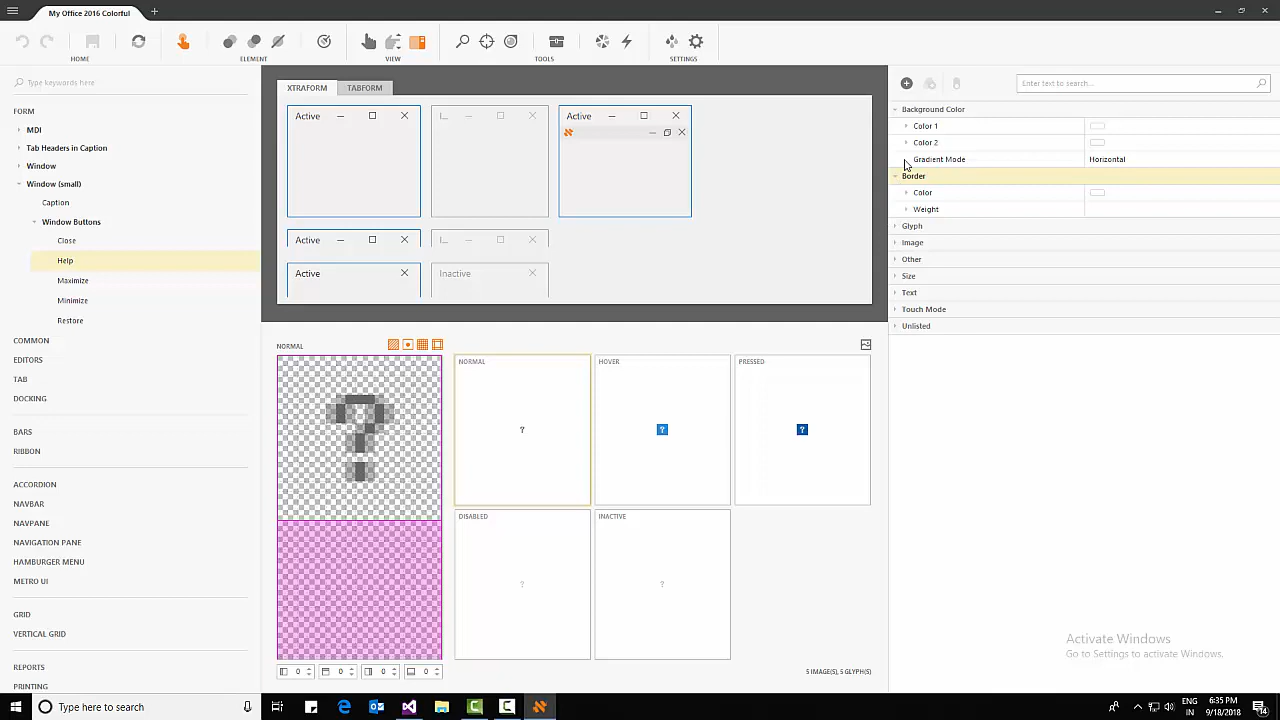 My Office 2016 Colorful
HOME
ELEMENT
VIEW
TOOLS
SETTINGS
Type keywords here
FORM
MDI
Tab Headers in Caption
Window
Window (small)
Caption
Window Buttons
Close
Help
Maximize
Minimize
Restore
COMMON
EDITORS
TAB
DOCKING
BARS
RIBBON
ACCORDION
NAVBAR
NAVPANE
NAVIGATION PANE
HAMBURGER MENU
METRO UI
GRID
VERTICAL GRID
REPORTS
PRINTING
XTRAFORM
TABFORM
Active
I...
Active
Active
I...
Active
Inactive
NORMAL
NORMAL
?
HOVER
?
PRESSED
?
DISABLED
?
INACTIVE
?
0
0
0
0
5 IMAGE(S), 5 GLYPH(S)
Enter text to search...
Background Color
Color 1
Color 2
Gradient Mode Horizontal
Border
Color
Weight
Glyph
Image
Other
Size
Text
Touch Mode
Unlisted
Activate Windows
Go to Settings to activate Windows.
Type here to search
ENG
IN
6:35 PM
9/18/2018